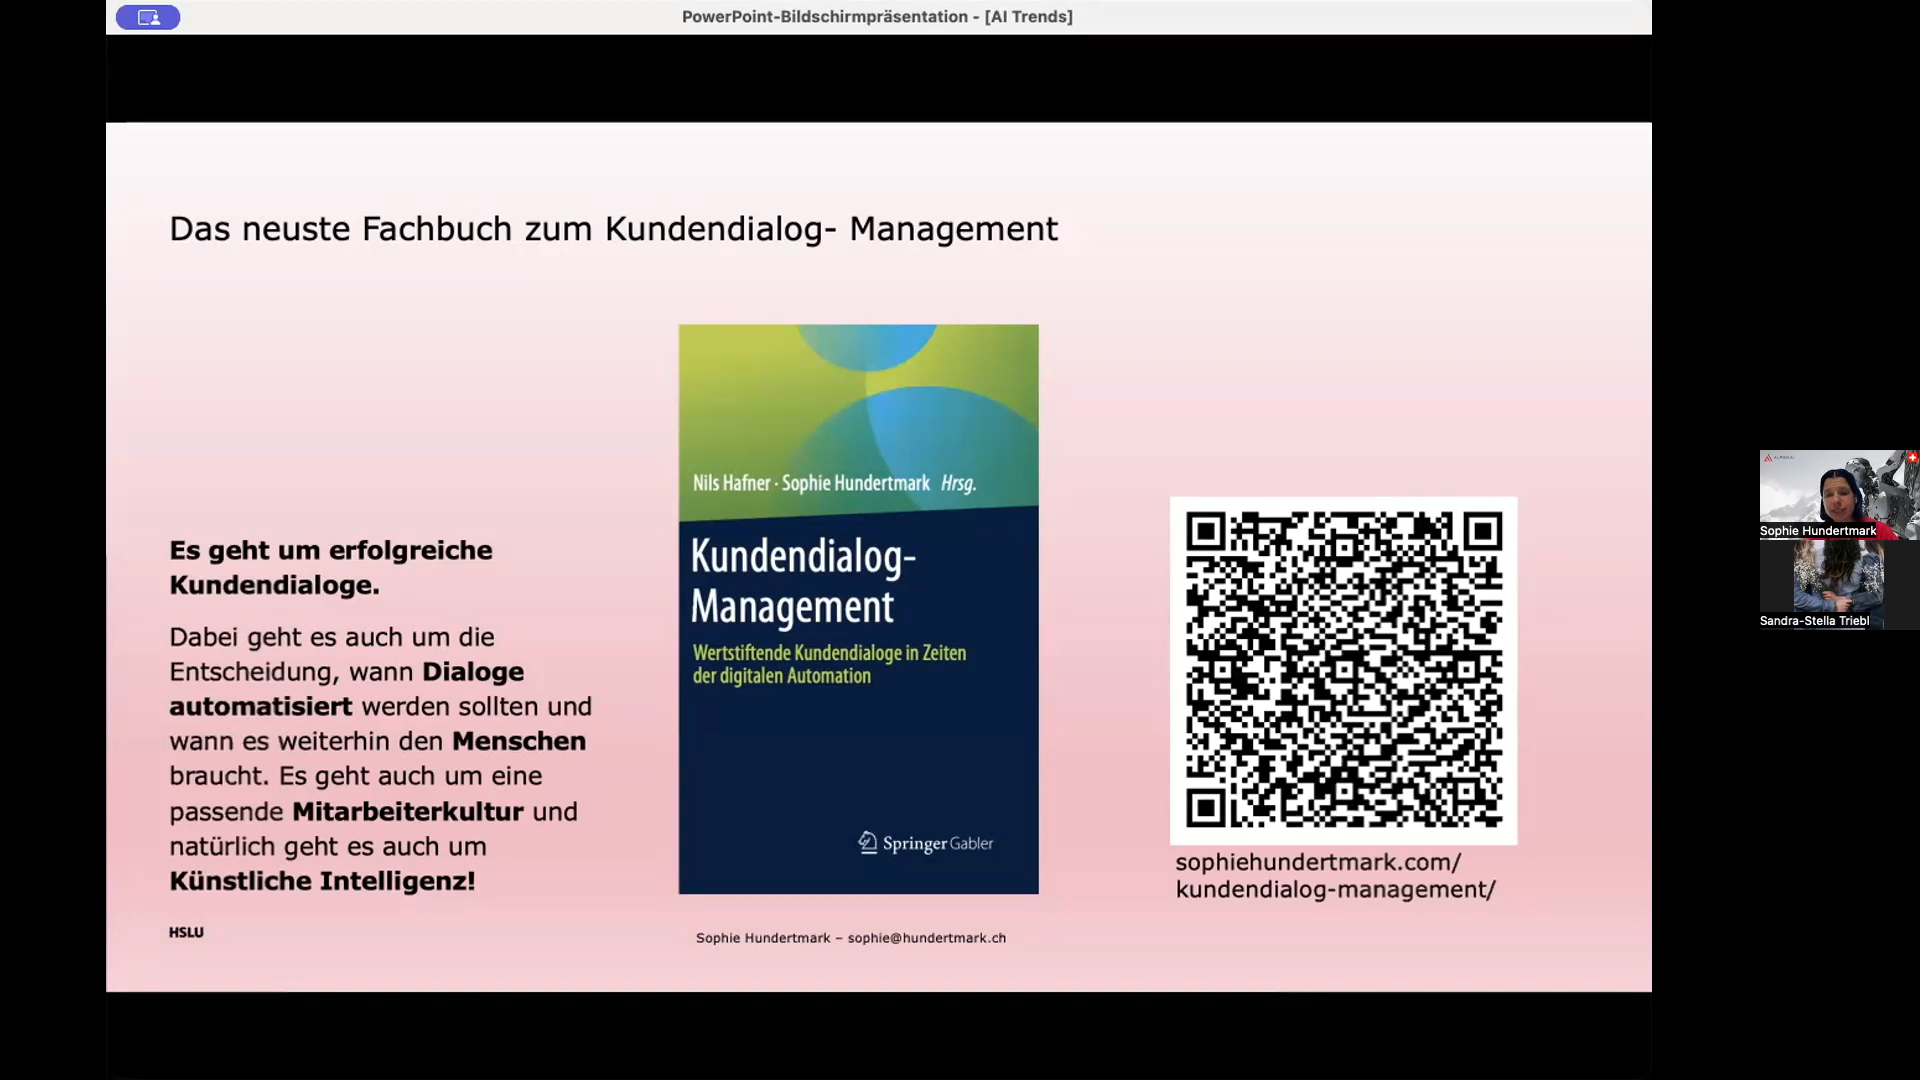 PowerPoint-Bildschirmpräsentation - [AI Trends]
Das neuste Fachbuch zum Kundendialog- Management
Es geht um erfolgreiche
Kundendialoge.
Dabei geht es auch um die
Entscheidung, wann Dialoge
automatisiert werden sollten und
wann es weiterhin den Menschen
braucht. Es geht auch um eine
passende Mitarbeiterkultur und
natürlich geht es auch um
Künstliche Intelligenz!
HSLU
Nils Hafner · Sophie Hundertmark Hrsg.
Kundendialog-
Management
Wertstiftende Kundendialoge in Zeiten
der digitalen Automation
Springer Gabler
Sophie Hundertmark – sophie@hundertmark.ch
sophiehundertmark.com/
kundendialog-management/
Sophie Hundertmark
Sandra-Stella Triebl